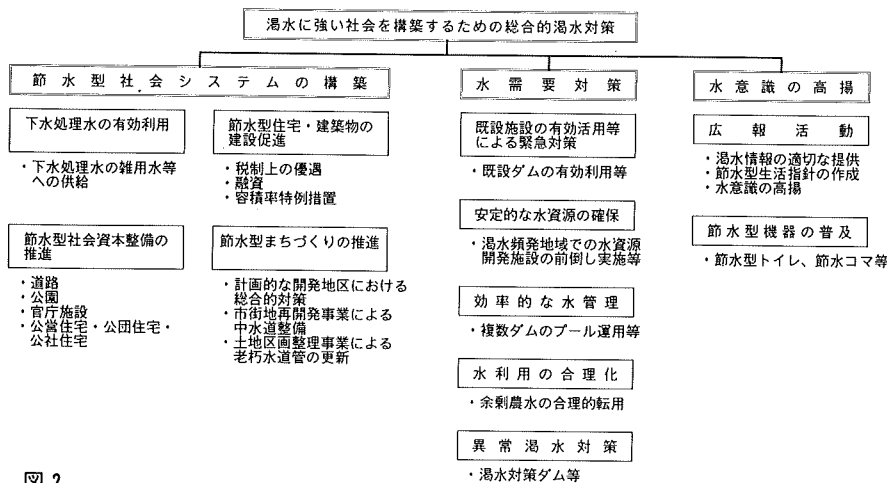 渇水に強い社会を構築するための総合的渇水対策
節水型社会システムの構築
下水処理水の有効利用
・下水処理水の雑用水等
への供給
節水型住宅・建築物の
建設促進
・税制上の優遇
・融資
・容積率特例措置
節水型社会資本整備の
推進
・道路
・公園
・官庁施設
・公営住宅・公団住宅・
公社住宅
節水型まちづくりの推進
・計画的な開発地区における
総合的対策
・市街地再開発事業による
中水道整備
・土地区画整理事業による
老朽水道管の更新
水需要対策
既設施設の有効活用等
による緊急対策
・既設ダムの有効利用等
安定的な水資源の確保
・渇水頻発地域での水資源
開発施設の前倒し実施等
効率的な水管理
・複数ダムのプール運用等
水利用の合理化
・余剰農水の合理的転用
異常渇水対策
・渇水対策ダム等
水意識の高揚
広報活動
・渇水情報の適切な提供
・節水型生活指針の作成
・水意識の高揚
節水型機器の普及
・節水型トイレ、節水コマ等
図2